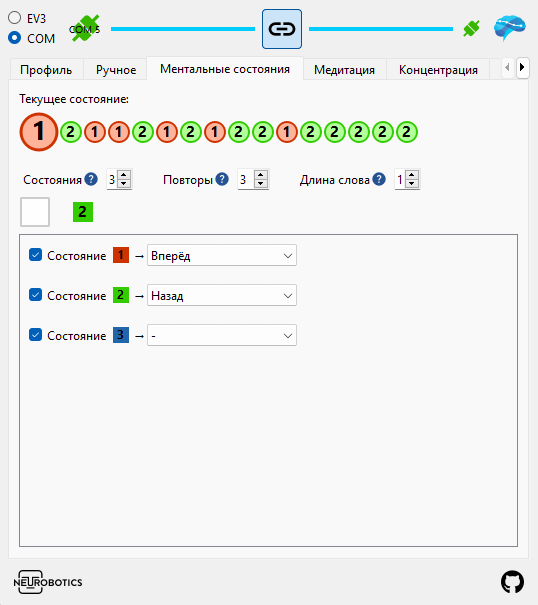 EV3
COM
COM 5
Профиль Ручное Ментальные состояния Медитация Концентрация
Текущее состояние:
1 2 1 1 2 1 2 1 2 2 1 2 2 2 2 2
Состояния ? 3 Повторы ? 3 Длина слова ? 1
2
Состояние 1 → Вперёд
Состояние 2 → Назад
Состояние 3 → -
NEUROBOTICS